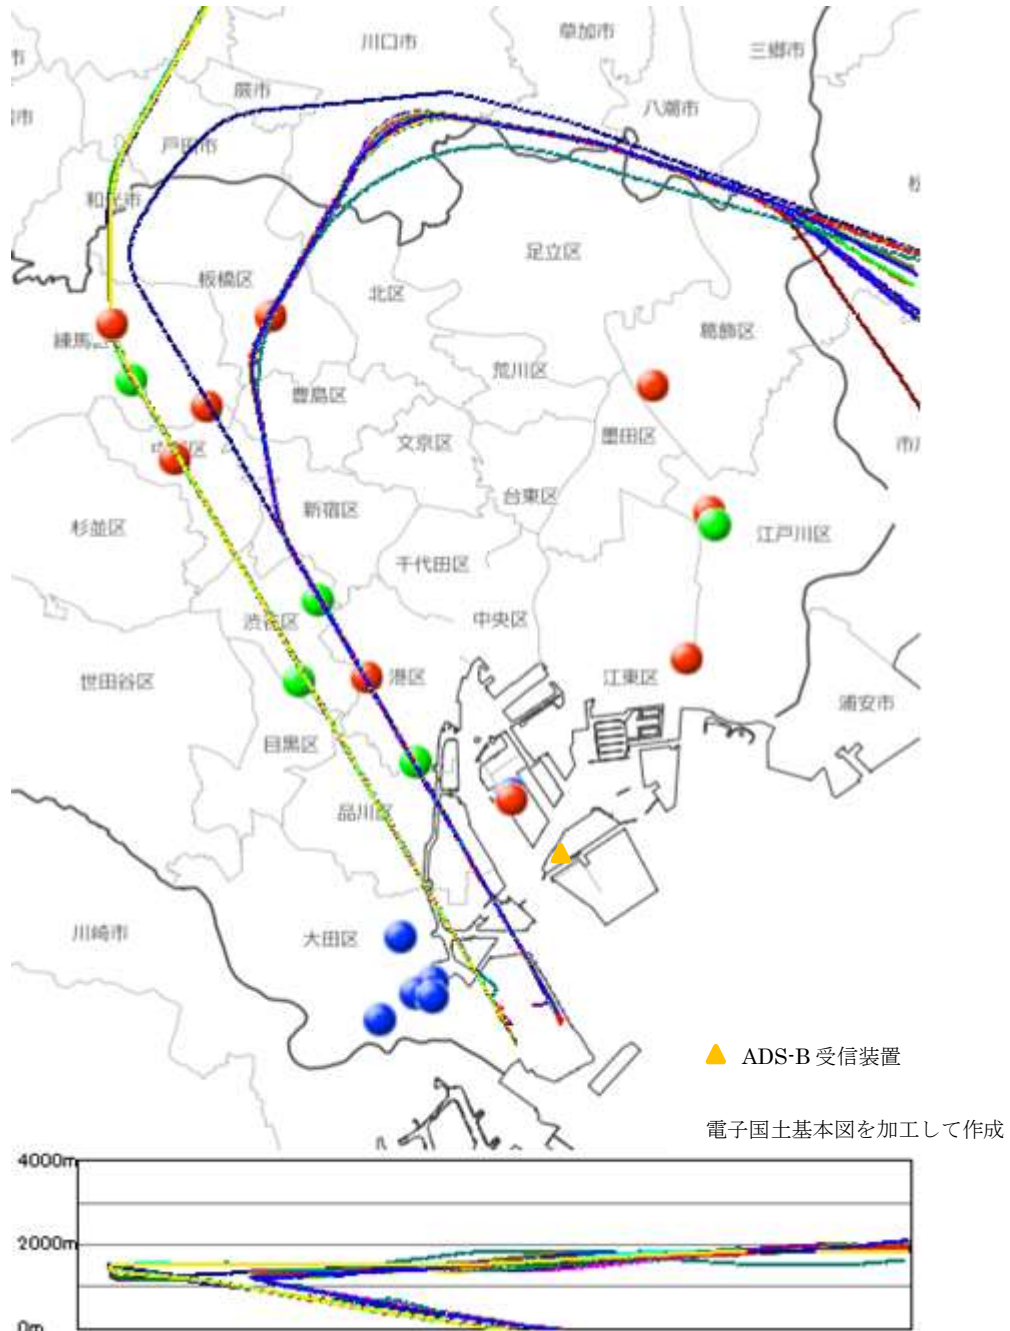 川口市
草加市
三郷市
市
蕨市
八潮市
市
戸田市
和光市
松
足立区
板橋区
北区
葛飾区
練馬区
荒川区
豊島区
文京区
墨田区
市川
区
新宿区
台東区
杉並区
江戸川区
千代田区
渋谷区
中央区
世田谷区
港区
江東区
浦安市
目黒区
品川区
川崎市
大田区
ADS-B 受信装置
電子国土基本図を加工して作成
4000m
2000m
0m